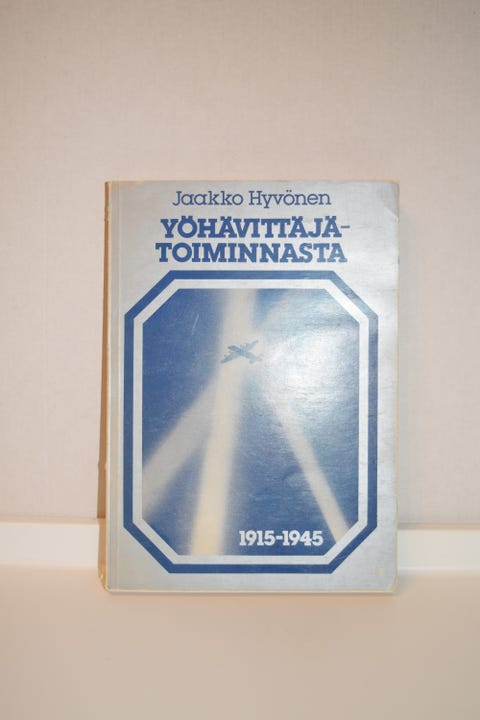 Jaakko Hyvönen
YÖHÄVITTÄJÄ-
TOIMINNASTA
1915-1945